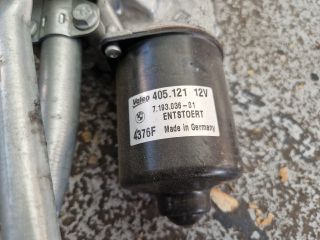 Valeo 405.121 12V
7.193.036-01
ENTSTOERT
4376F Made in Germany